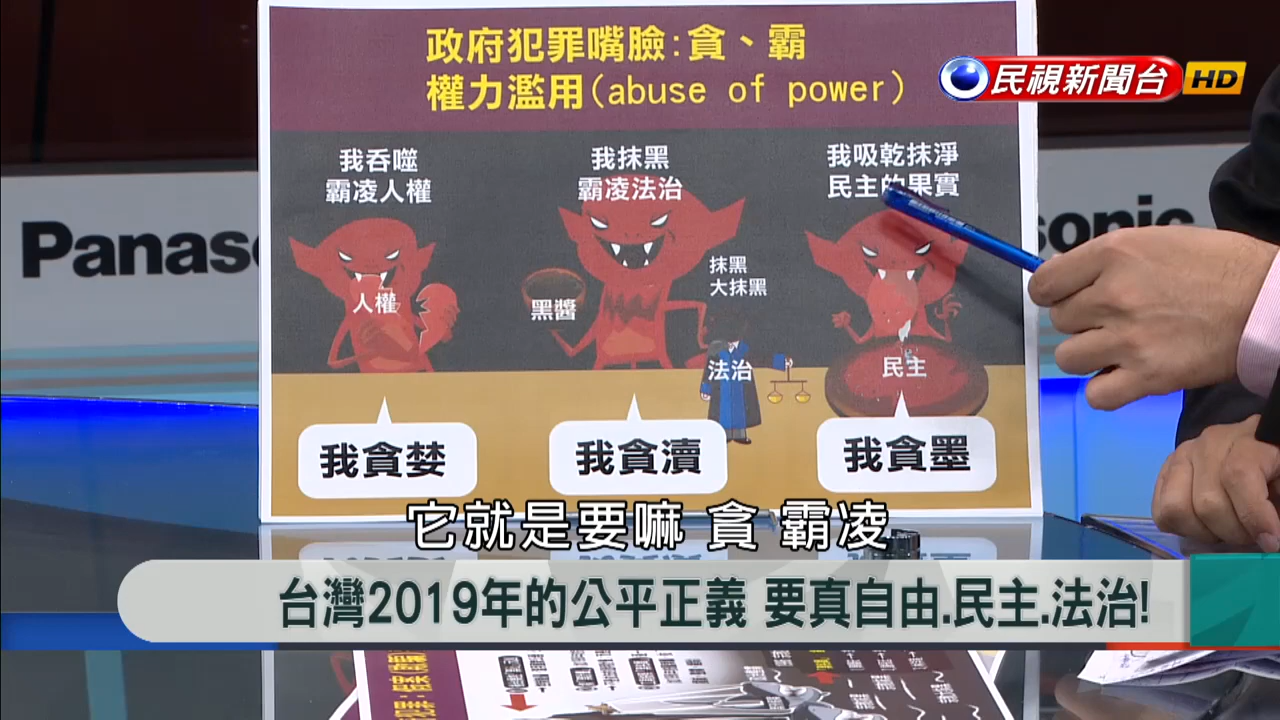 政府犯罪嘴臉:貪、霸
權力濫用(abuse of power)
民視新聞台 HD
我吞噬
霸凌人權
我抹黑
霸凌法治
我吸乾抹淨
民主的果實
Panaso
sonic
人權
黑醬
抹黑
大抹黑
法治
民主
我貪婪
我貪瀆
我貪墨
它就是要嘛 貪 霸凌
台灣2019年的公平正義 要真自由.民主.法治!